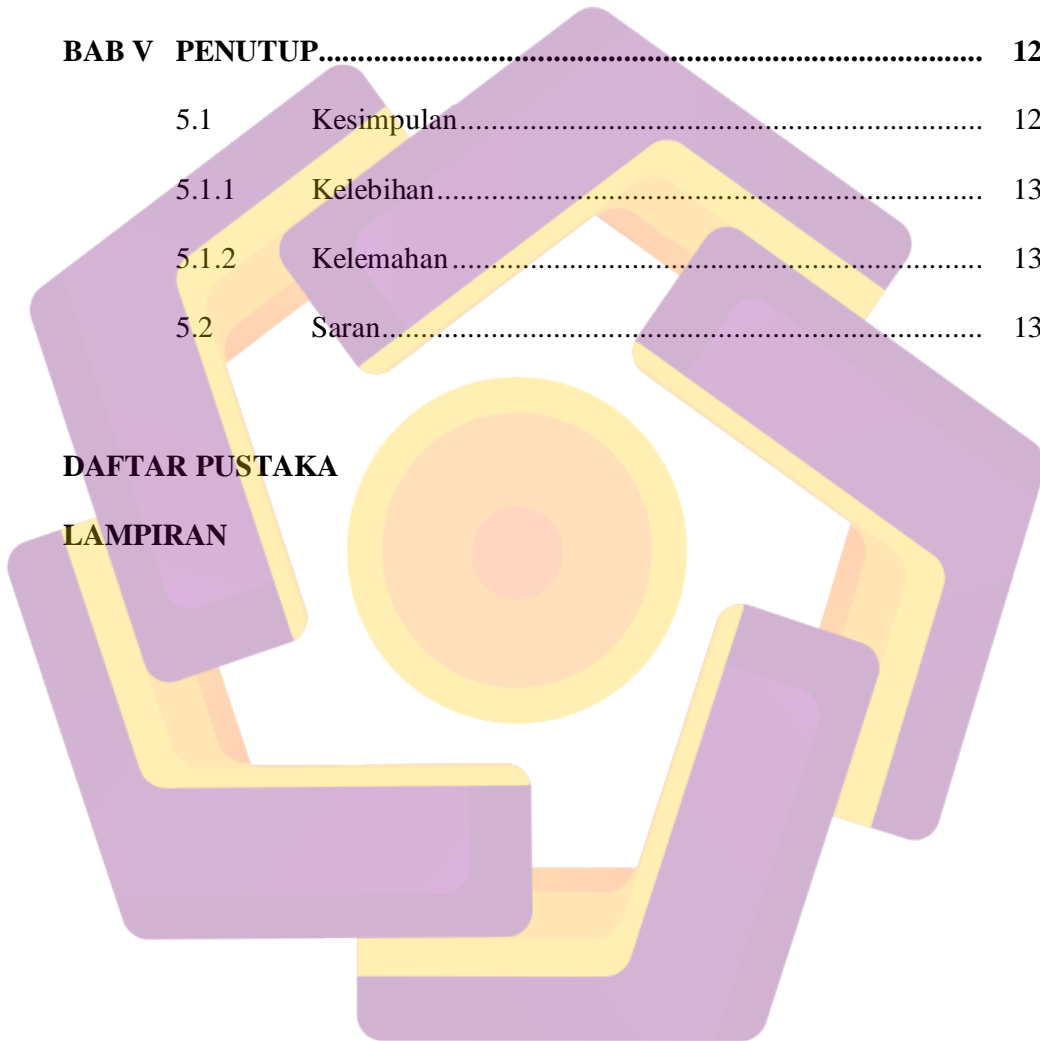 BAB V PENUTUP.................................................................................. 12
5.1 Kesimpulan.................................................................. 12
5.1.1 Kelebihan..................................................................... 13
5.1.2 Kelemahan................................................................... 13
5.2 Saran............................................................................ 13
DAFTAR PUSTAKA
LAMPIRAN